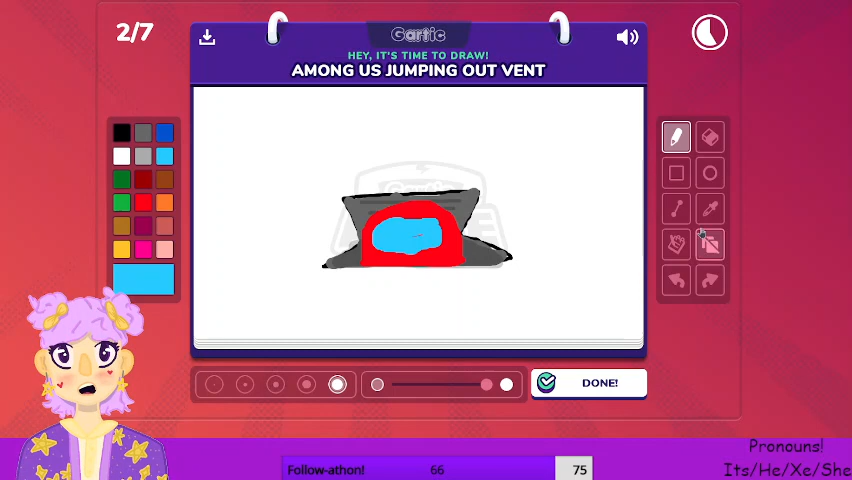 2/7
Gartic
HEY, IT'S TIME TO DRAW!
AMONG US JUMPING OUT VENT
Gartic
DONE!
Follow-athon! 66 75
Pronouns!
Its/He/Xe/She